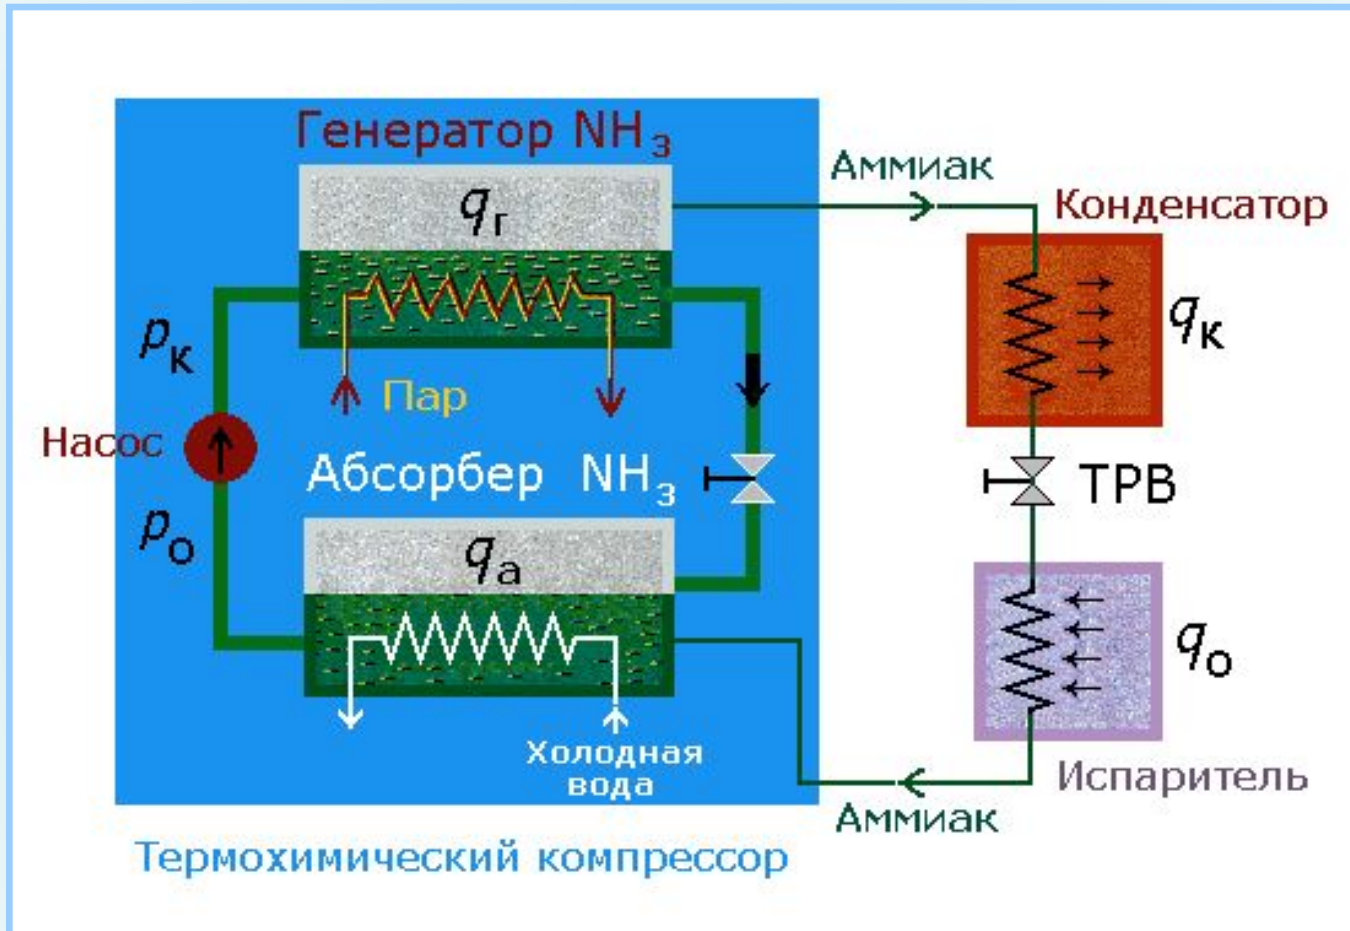 Генератор NH₃
qг
Аммиак
Конденсатор
qк
pк
Пар
Насос
Абсорбер NH₃
ТРВ
pо
qа
qо
Холодная
вода
Испаритель
Аммиак
Термохимический компрессор